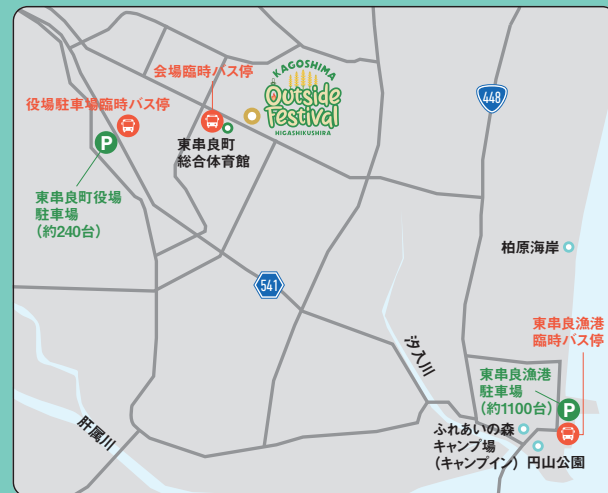 KAGOSHIMA
Outside
Festival
HIGASHIKUSHIRA
会場臨時バス停
役場駐車場臨時バス停
448
P
東串良町
総合体育館
東串良町役場
駐車場
(約240台)
柏原海岸
541
東串良漁港
臨時バス停
汐入川
東串良漁港
駐車場
(約1100台)
P
肝属川
ふれあいの森
キャンプ場
(キャンプイン)
円山公園